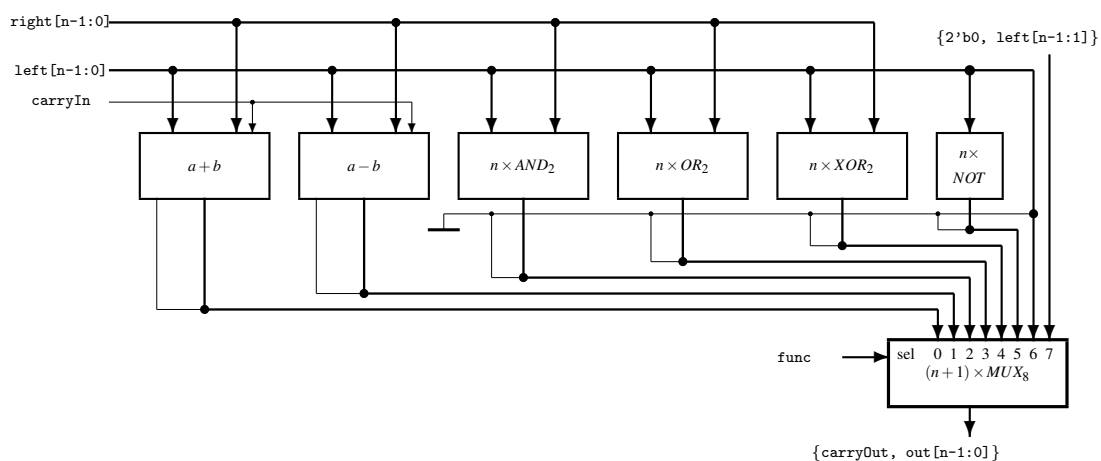 right[n-1:0]
{2'b0, left[n-1:1]}
left[n-1:0]
carryIn
a+b
a−b
n×AND₂
n×OR₂
n×XOR₂
n×
NOT
func
sel 0 1 2 3 4 5 6 7
(n+1)×MUX₈
{carryOut, out[n-1:0]}